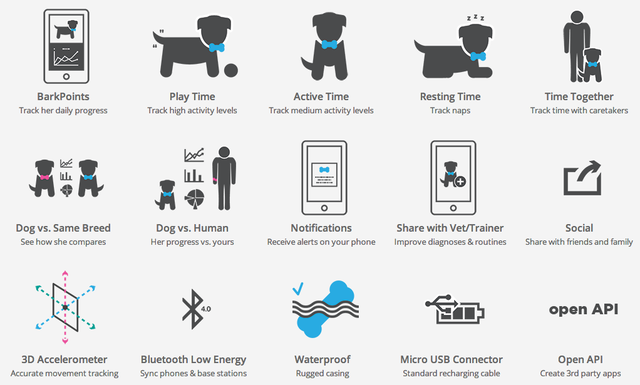 z z z
BarkPoints
Track her daily progress
Play Time
Track high activity levels
Active Time
Track medium activity levels
Resting Time
Track naps
Time Together
Track time with caretakers
Dog vs. Same Breed
See how she compares
Dog vs. Human
Her progress vs. yours
Notifications
Receive alerts on your phone
Share with Vet/Trainer
Improve diagnoses & routines
Social
Share with friends and family
4.0
open API
3D Accelerometer
Accurate movement tracking
Bluetooth Low Energy
Sync phones & base stations
Waterproof
Rugged casing
Micro USB Connector
Standard recharging cable
Open API
Create 3rd party apps